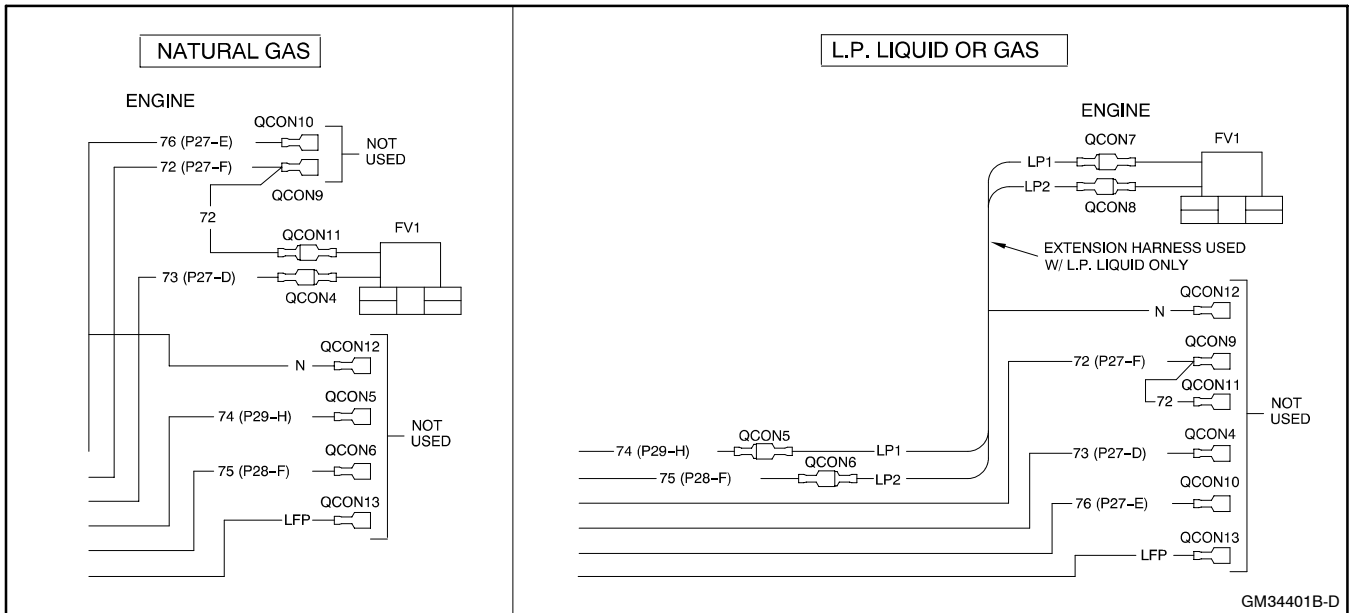 NATURAL GAS
ENGINE
QCON10
76 (P27-E)
NOT
USED
72 (P27-F)
QCON9
72
QCON11
FV1
73 (P27-D)
QCON4
QCON12
N
QCON5
74 (P29-H)
NOT
USED
QCON6
75 (P28-F)
QCON13
LFP
L.P. LIQUID OR GAS
ENGINE
QCON7
FV1
LP1
LP2
QCON8
EXTENSION HARNESS USED
W/ L.P. LIQUID ONLY
QCON12
N
QCON9
72 (P27-F)
QCON11
72
NOT
USED
QCON5
74 (P29-H)
LP1
QCON4
73 (P27-D)
QCON6
75 (P28-F)
LP2
QCON10
76 (P27-E)
QCON13
LFP
GM34401B-D